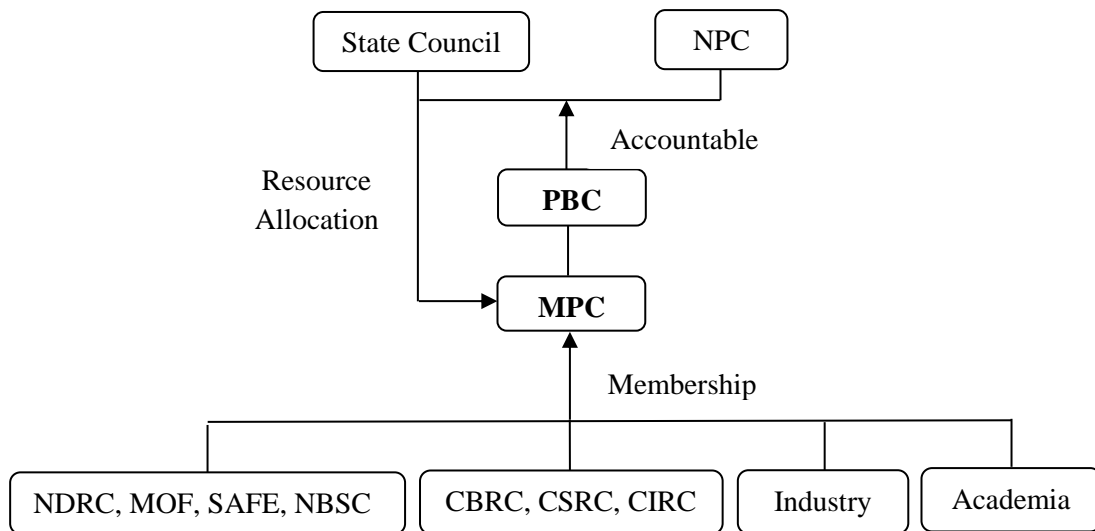 State Council
NPC
Accountable
Resource
Allocation
PBC
MPC
Membership
NDRC, MOF, SAFE, NBSC
CBRC, CSRC, CIRC
Industry
Academia